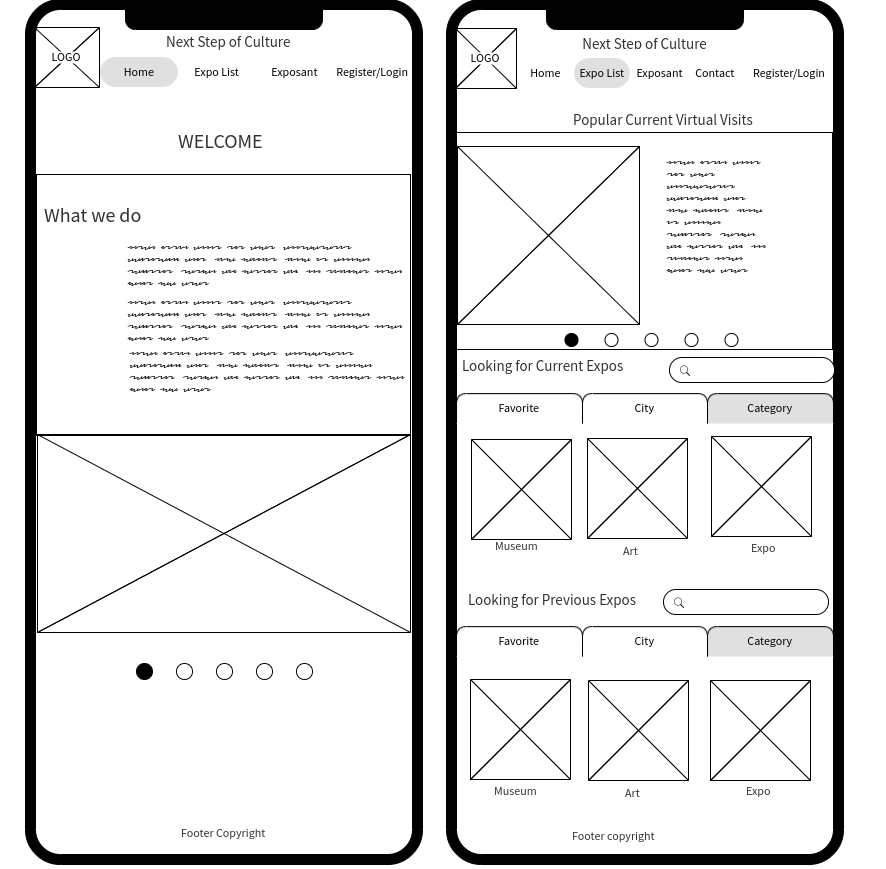 Next Step of Culture
LOGO
Home Expo List Exposant Register/Login
WELCOME
What we do
Footer Copyright
Next Step of Culture
LOGO
Home Expo List Exposant Contact Register/Login
Popular Current Virtual Visits
Looking for Current Expos
Favorite City Category
Museum Art Expo
Looking for Previous Expos
Favorite City Category
Museum Art Expo
Footer copyright